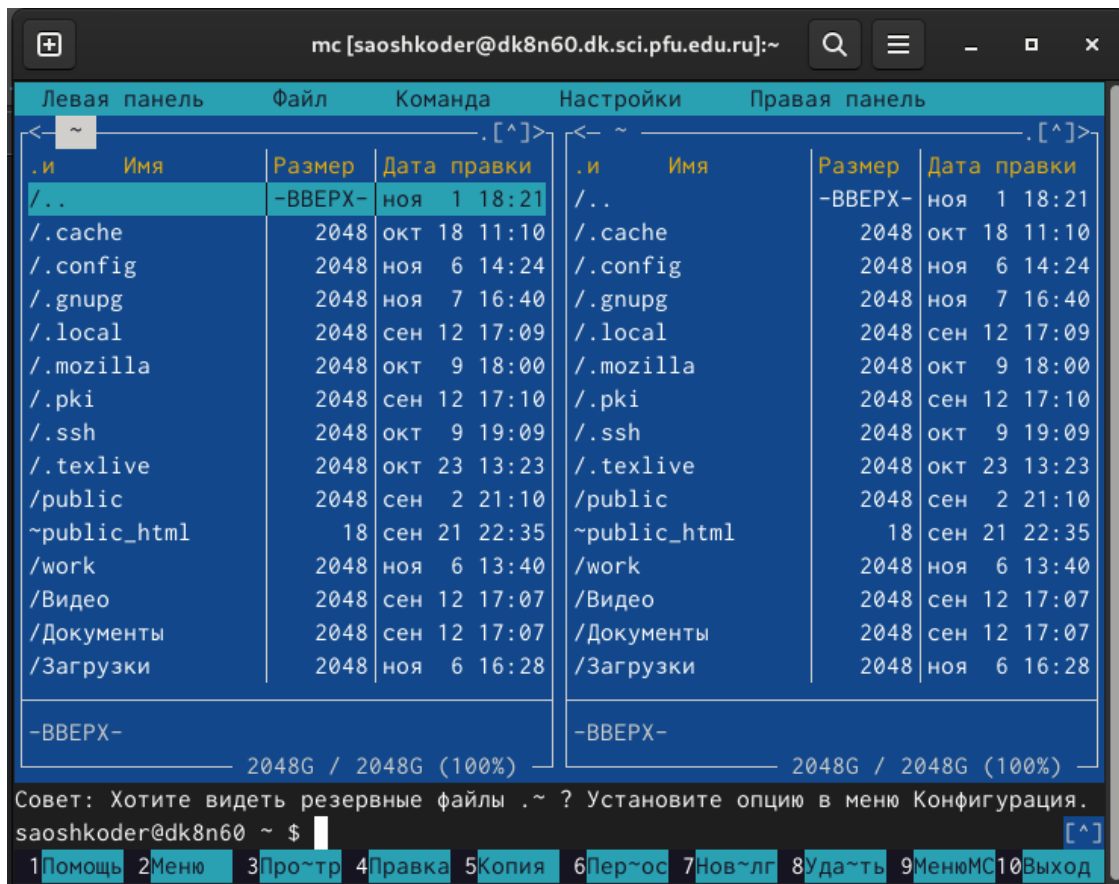 mc [saoshkoder@dk8n60.dk.sci.pfu.edu.ru]:~
Левая панель Файл Команда Настройки Правая панель
<— ~ .[^]> <— ~ .[^]>
.и Имя Размер Дата правки .и Имя Размер Дата правки
/.. -ВВЕРХ- ноя 1 18:21 /.. -ВВЕРХ- ноя 1 18:21
/.cache 2048 окт 18 11:10 /.cache 2048 окт 18 11:10
/.config 2048 ноя 6 14:24 /.config 2048 ноя 6 14:24
/.gnupg 2048 ноя 7 16:40 /.gnupg 2048 ноя 7 16:40
/.local 2048 сен 12 17:09 /.local 2048 сен 12 17:09
/.mozilla 2048 окт 9 18:00 /.mozilla 2048 окт 9 18:00
/.pki 2048 сен 12 17:10 /.pki 2048 сен 12 17:10
/.ssh 2048 окт 9 19:09 /.ssh 2048 окт 9 19:09
/.texlive 2048 окт 23 13:23 /.texlive 2048 окт 23 13:23
/public 2048 сен 2 21:10 /public 2048 сен 2 21:10
~public_html 18 сен 21 22:35 ~public_html 18 сен 21 22:35
/work 2048 ноя 6 13:40 /work 2048 ноя 6 13:40
/Видео 2048 сен 12 17:07 /Видео 2048 сен 12 17:07
/Документы 2048 сен 12 17:07 /Документы 2048 сен 12 17:07
/Загрузки 2048 ноя 6 16:28 /Загрузки 2048 ноя 6 16:28
-ВВЕРХ- -ВВЕРХ-
2048G / 2048G (100%) 2048G / 2048G (100%)
Совет: Хотите видеть резервные файлы .~ ? Установите опцию в меню Конфигурация.
saoshkoder@dk8n60 ~ $ [^]
1Помощь 2Меню 3Про~тр 4Правка 5Копия 6Пер~ос 7Нов~лг 8Уда~ть 9МенюМС 10Выход